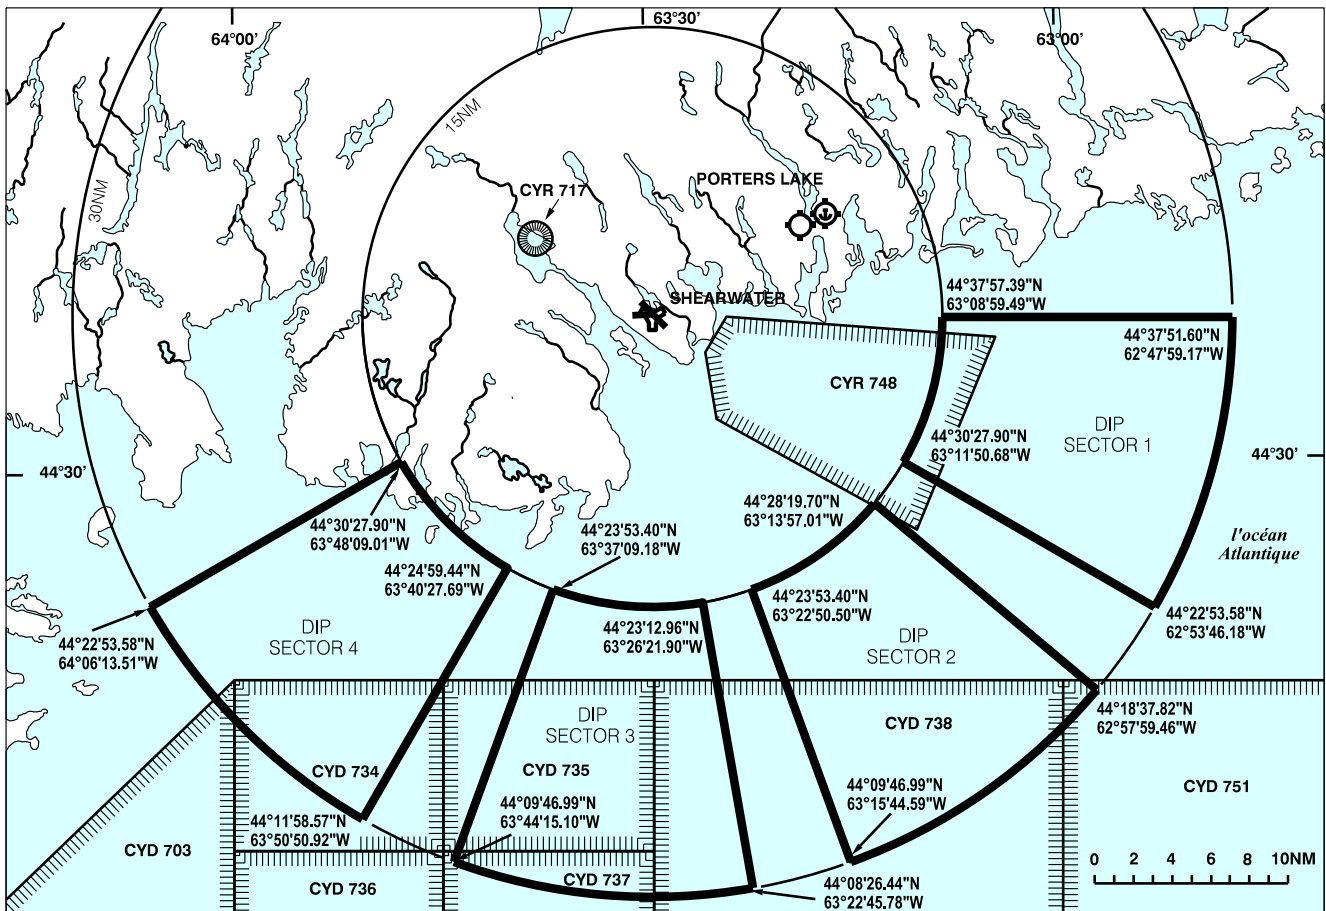 63°30'
64°00'
63°00'
15NM
30NM
CYR 717
PORTERS LAKE
SHEARWATER
44°37'57.39"N
63°08'59.49"W
44°37'51.60"N
62°47'59.17"W
CYR 748
DIP
SECTOR 1
44°30'27.90"N
63°11'50.68"W
44°30'
44°30'
44°28'19.70"N
63°13'57.01"W
44°30'27.90"N
63°48'09.01"W
44°23'53.40"N
63°37'09.18"W
l'océan
Atlantique
44°24'59.44"N
63°40'27.69"W
44°23'53.40"N
63°22'50.50"W
44°22'53.58"N
62°53'46.18"W
44°22'53.58"N
64°06'13.51"W
DIP
SECTOR 4
44°23'12.96"N
63°26'21.90"W
DIP
SECTOR 2
44°18'37.82"N
62°57'59.46"W
DIP
SECTOR 3
CYD 738
CYD 734
CYD 735
CYD 751
44°09'46.99"N
63°15'44.59"W
44°09'46.99"N
63°44'15.10"W
44°11'58.57"N
63°50'50.92"W
CYD 703
CYD 736
CYD 737
44°08'26.44"N
63°22'45.78"W
0 2 4 6 8 10NM